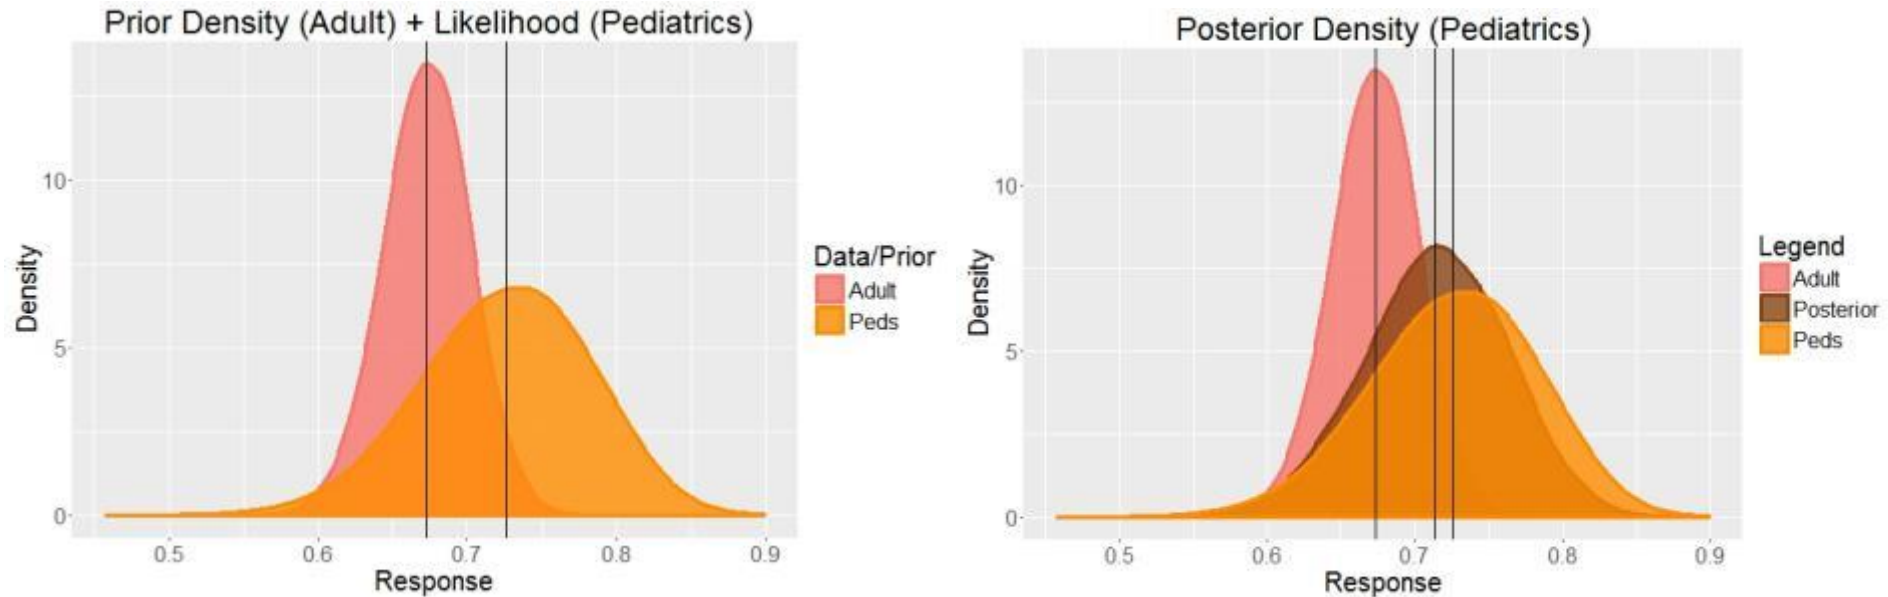 Prior Density (Adult) + Likelihood (Pediatrics)
Density
10
5
0
0.5 0.6 0.7 0.8 0.9
Response
Data/Prior
Adult
Peds
Posterior Density (Pediatrics)
Density
10
5
0
0.5 0.6 0.7 0.8 0.9
Response
Legend
Adult
Posterior
Peds